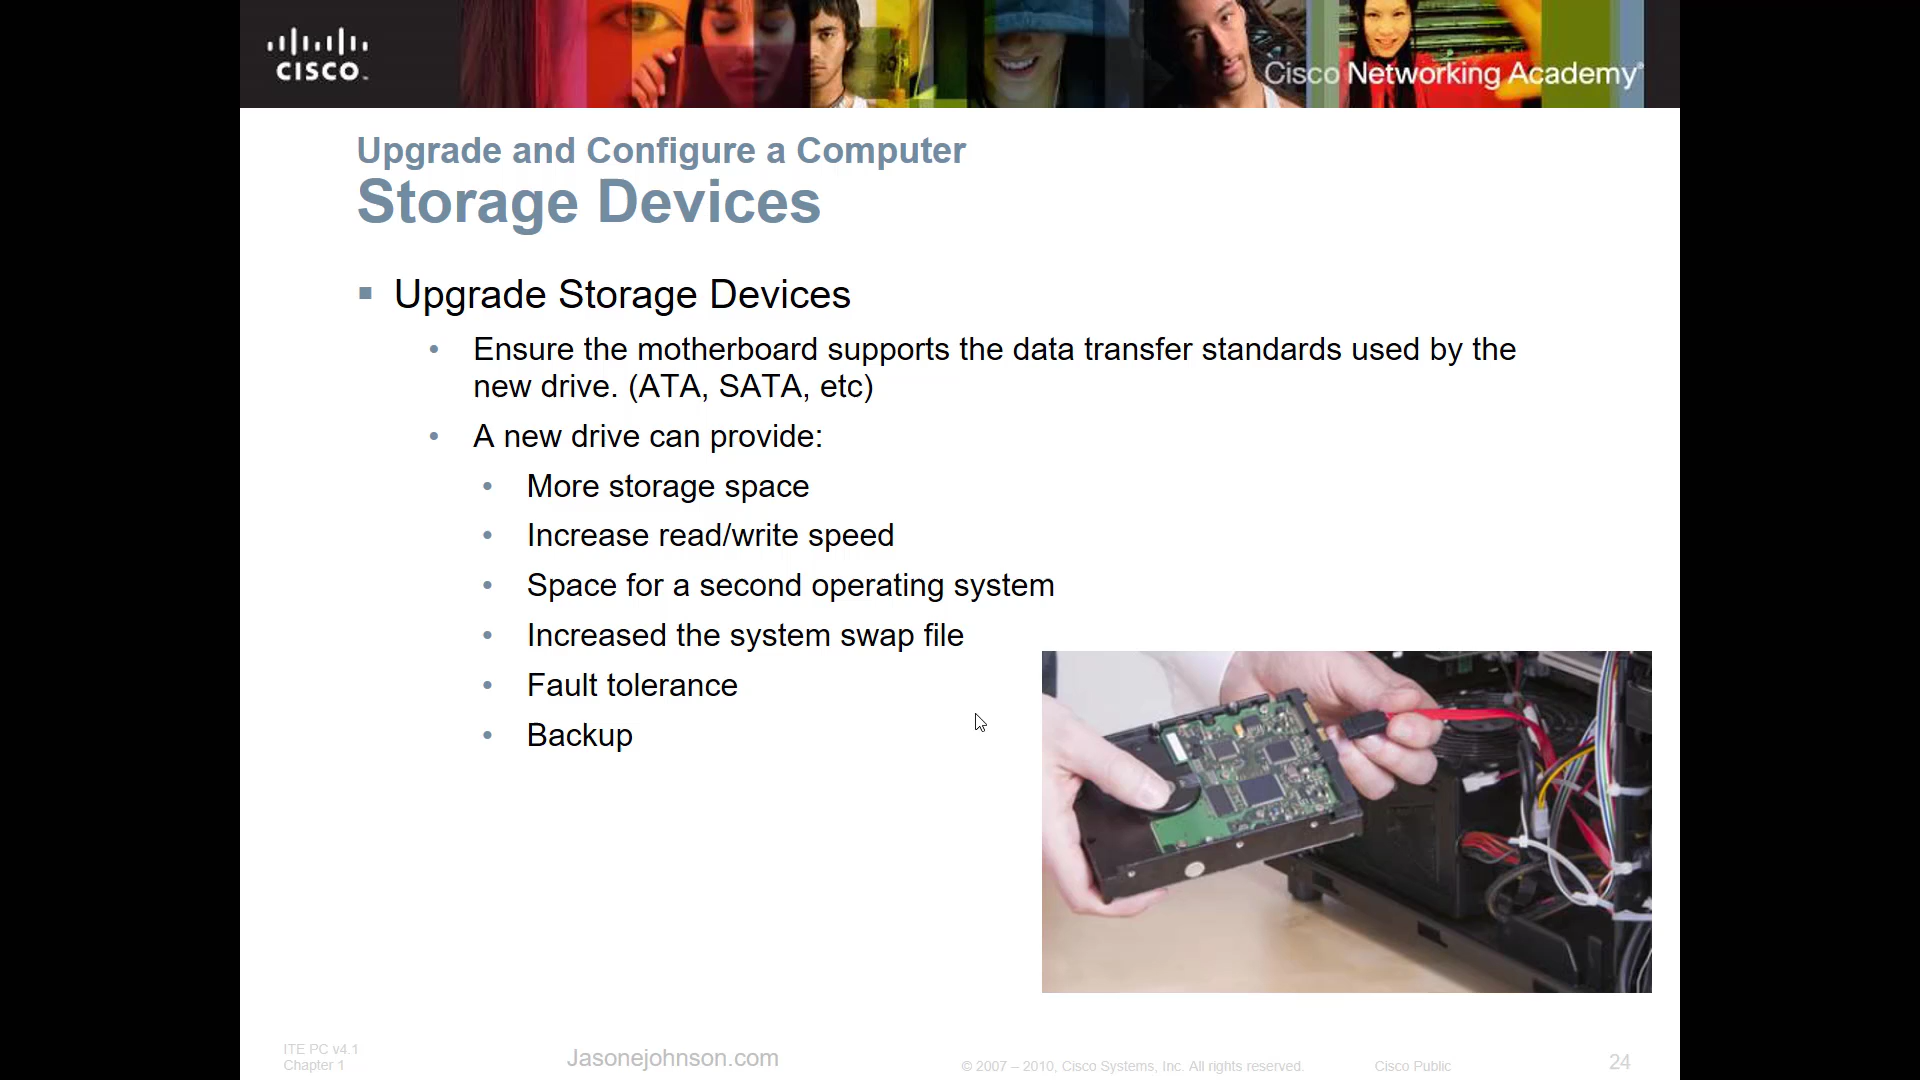 CISCO
Cisco Networking Academy®
Upgrade and Configure a Computer
Storage Devices
Upgrade Storage Devices
Ensure the motherboard supports the data transfer standards used by the
new drive. (ATA, SATA, etc)
A new drive can provide:
More storage space
Increase read/write speed
Space for a second operating system
Increased the system swap file
Fault tolerance
Backup
ITE PC v4.1
Chapter 1
Jasonejohnson.com
© 2007 – 2010, Cisco Systems, Inc. All rights reserved.
Cisco Public
24